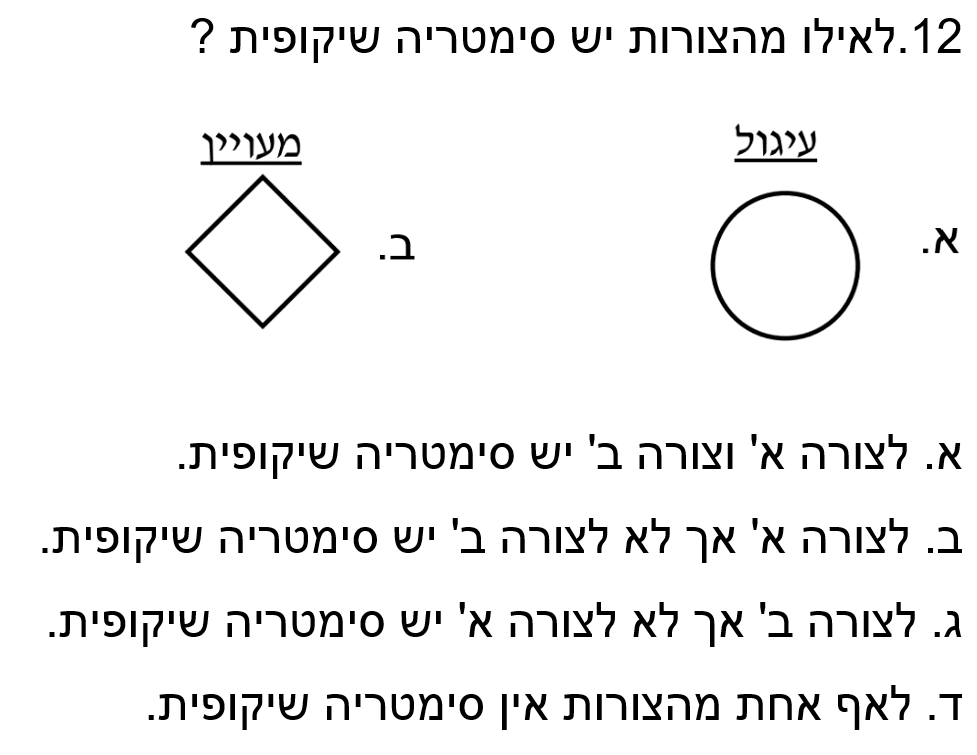 12.לאילו מהצורות יש סימטריה שיקופית ?
עיגול
מעויין
א.
ב.
א. לצורה א' וצורה ב' יש סימטריה שיקופית.
ב. לצורה א' אך לא לצורה ב' יש סימטריה שיקופית.
ג. לצורה ב' אך לא לצורה א' יש סימטריה שיקופית.
ד. לאף אחת מהצורות אין סימטריה שיקופית.